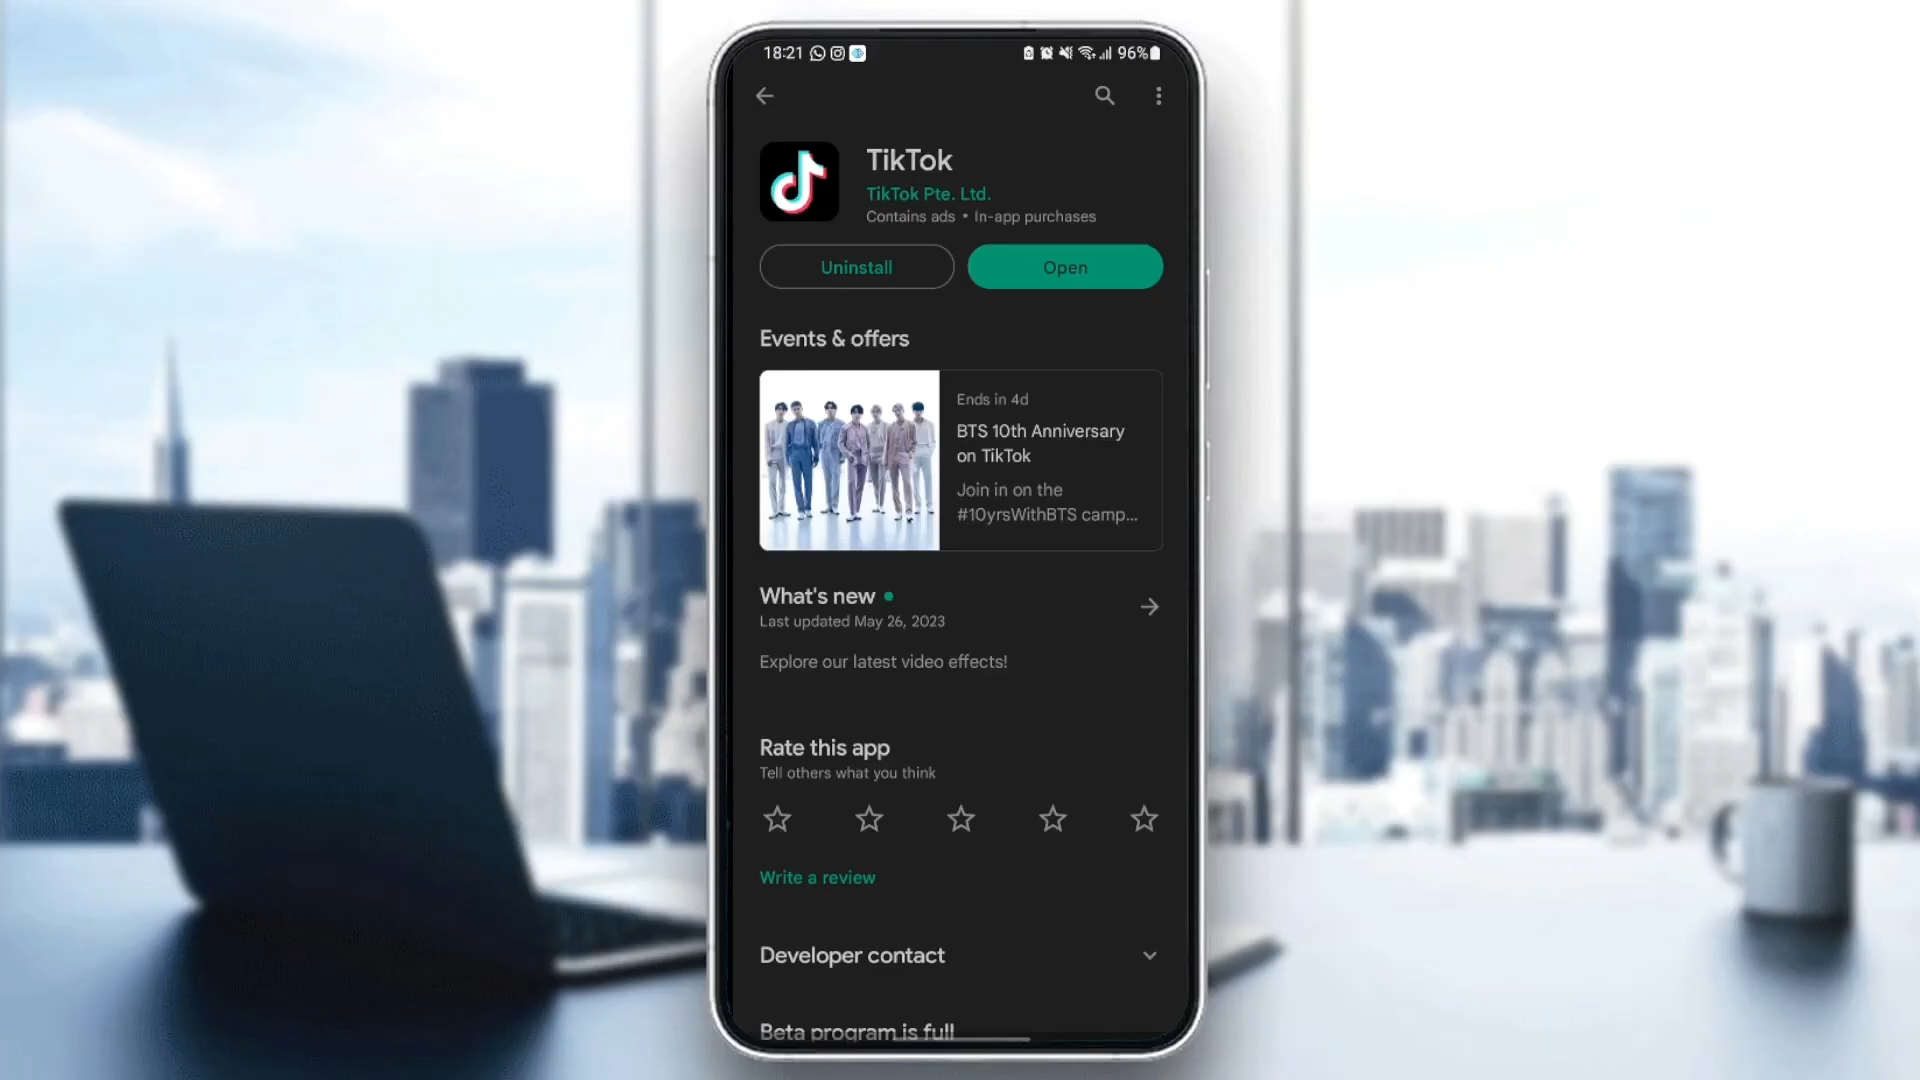 18:21
96%
TikTok
TikTok Pte. Ltd.
Contains ads • In-app purchases
Uninstall
Open
Events & offers
Ends in 4d
BTS 10th Anniversary
on TikTok
Join in on the
#10yrsWithBTS camp...
What's new
Last updated May 26, 2023
Explore our latest video effects!
Rate this app
Tell others what you think
Write a review
Developer contact
Beta program is full